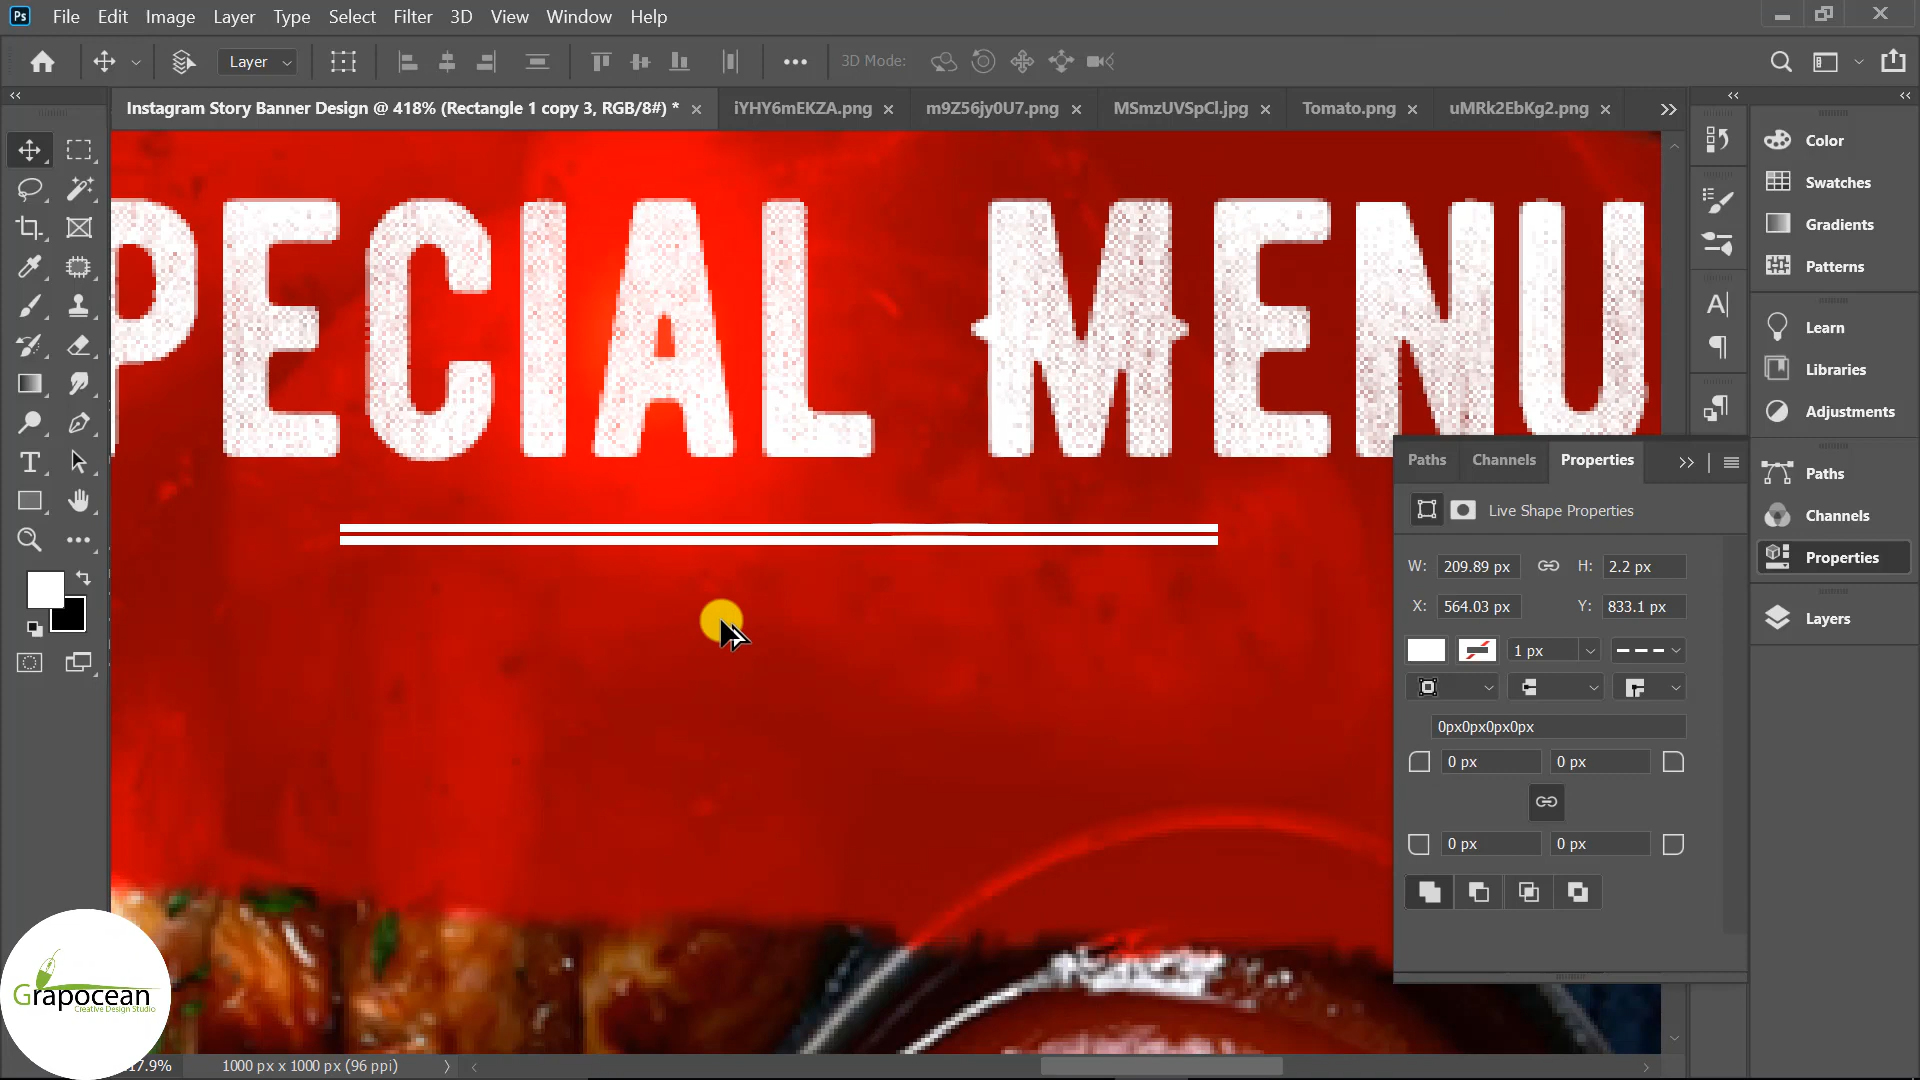 Ps File Edit Image Layer Type Select Filter 3D View Window Help
Layer 3D Mode:
Instagram Story Banner Design @ 418% (Rectangle 1 copy 3, RGB/8#) * iYHY6mEKZA.png m9Z56jy0U7.png MSmzUVSpCl.jpg Tomato.png uMRk2EbKg2.png
PECIAL MENU
Color
Swatches
Gradients
Patterns
Learn
Libraries
Adjustments
Paths
Channels
Properties
Layers
Paths Channels Properties
Live Shape Properties
W: 209.89 px H: 2.2 px
X: 564.03 px Y: 833.1 px
1 px
0px0px0px0px
0 px 0 px
0 px 0 px
Grapocean
Creative Design Studio
17.9% 1000 px x 1000 px (96 ppi)